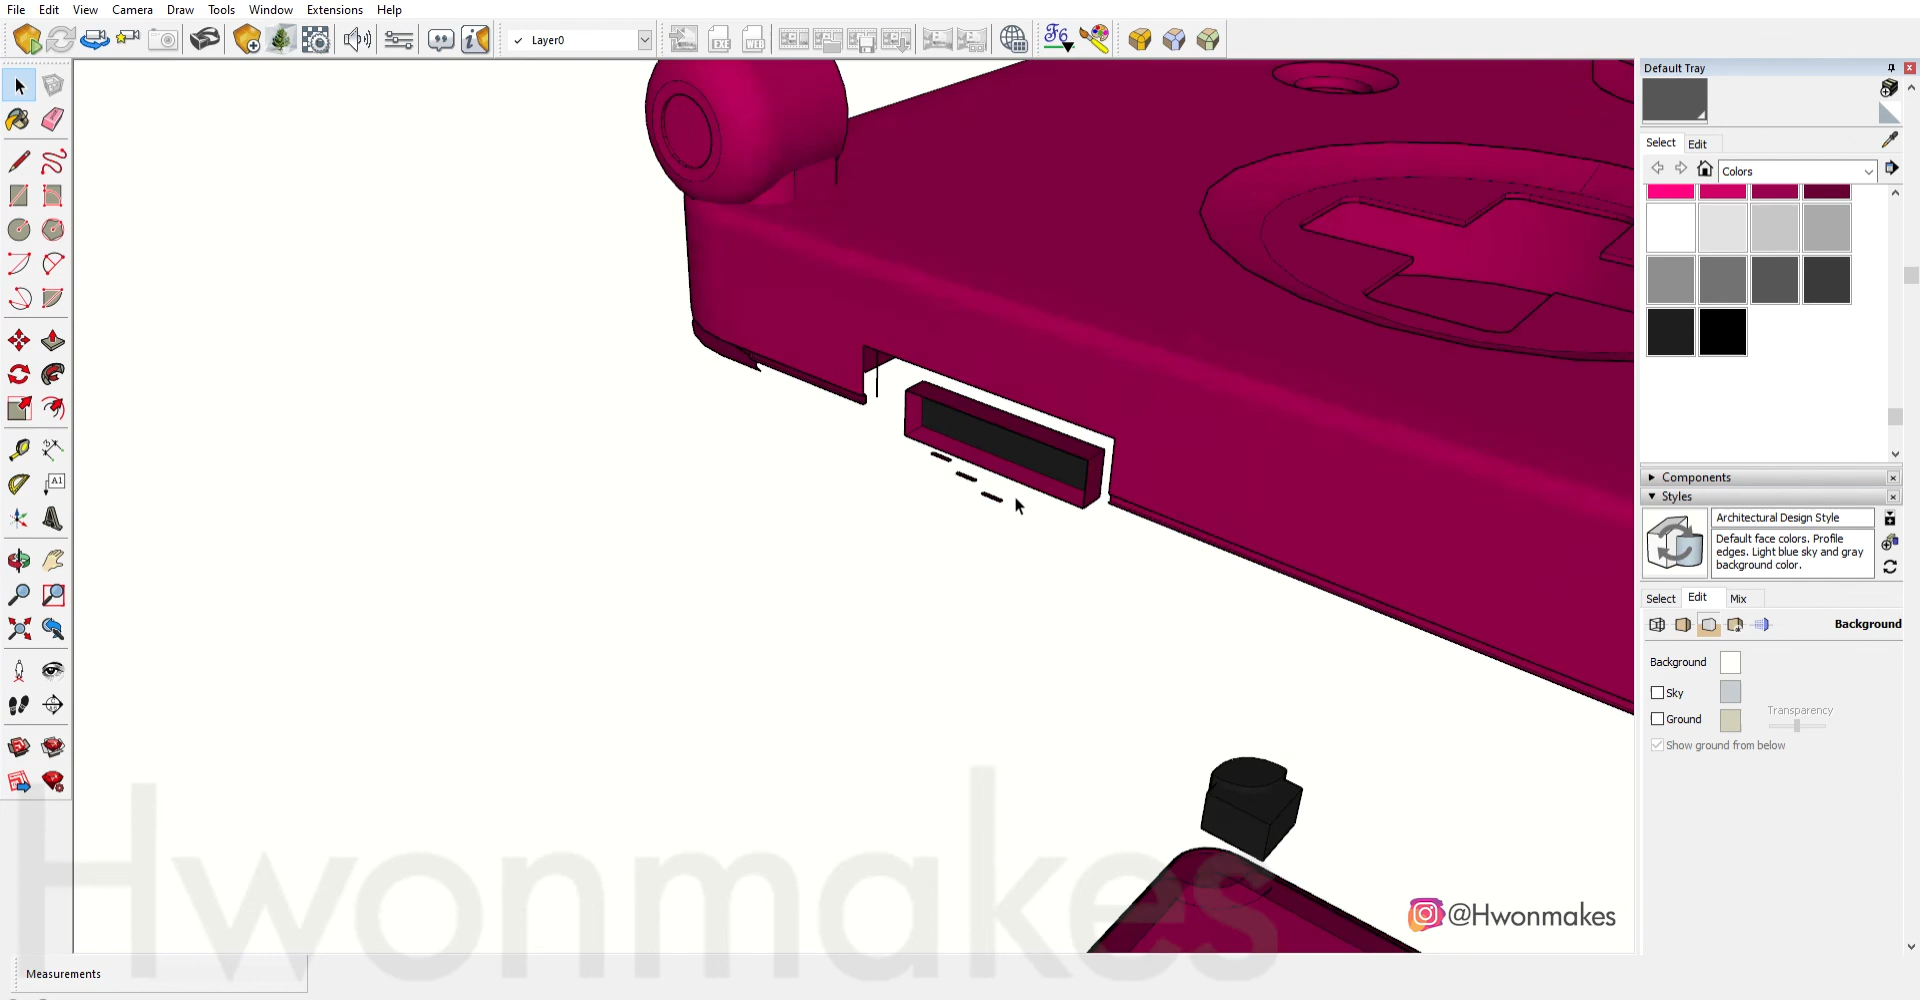 File Edit View Camera Draw Tools Window Extensions Help
Layer0
Default Tray
Select Edit
Colors
Components
Styles
Architectural Design Style
Default face colors. Profile
edges. Light blue sky and gray
background color.
Select Edit Mix
Background
Background
Sky
Ground
Transparency
Show ground from below
A1
Hwonmakes
@Hwonmakes
Measurements